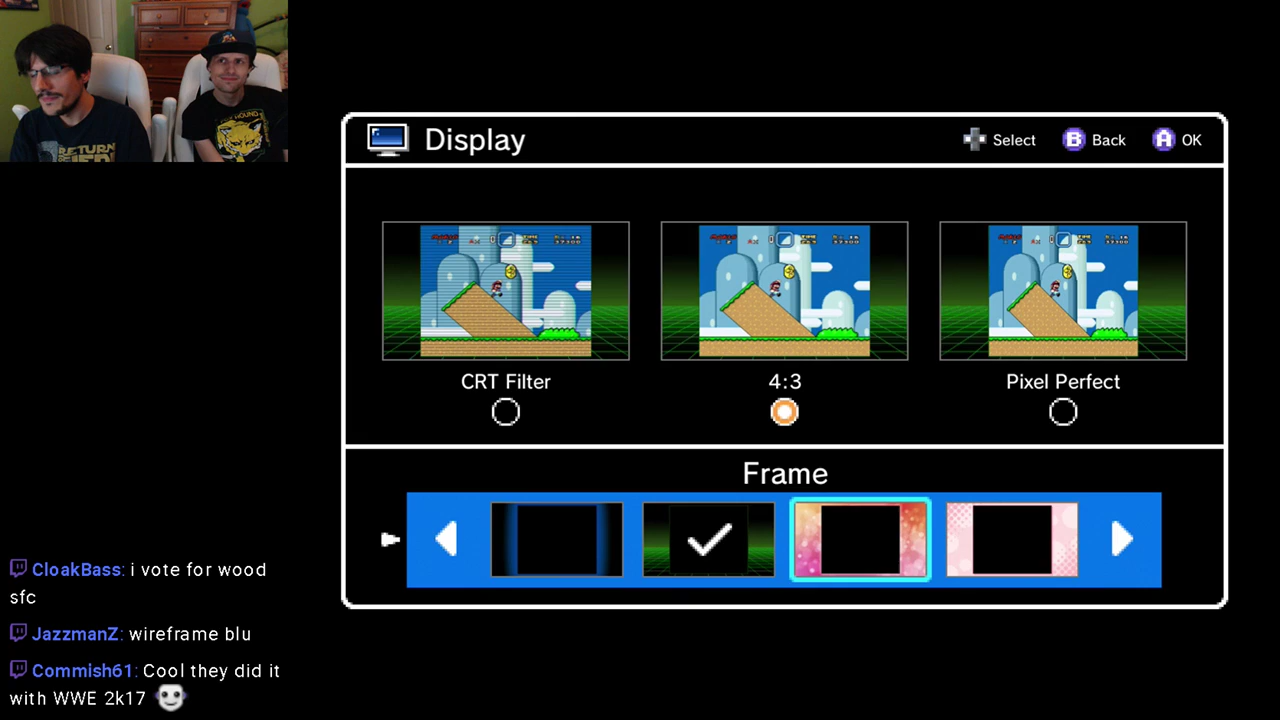 Display
Select
B Back
A OK
CRT Filter
4:3
Pixel Perfect
Frame
RETURN
CloakBass: i vote for wood
sfc
JazzmanZ: wireframe blu
Commish61: Cool they did it
with WWE 2k17